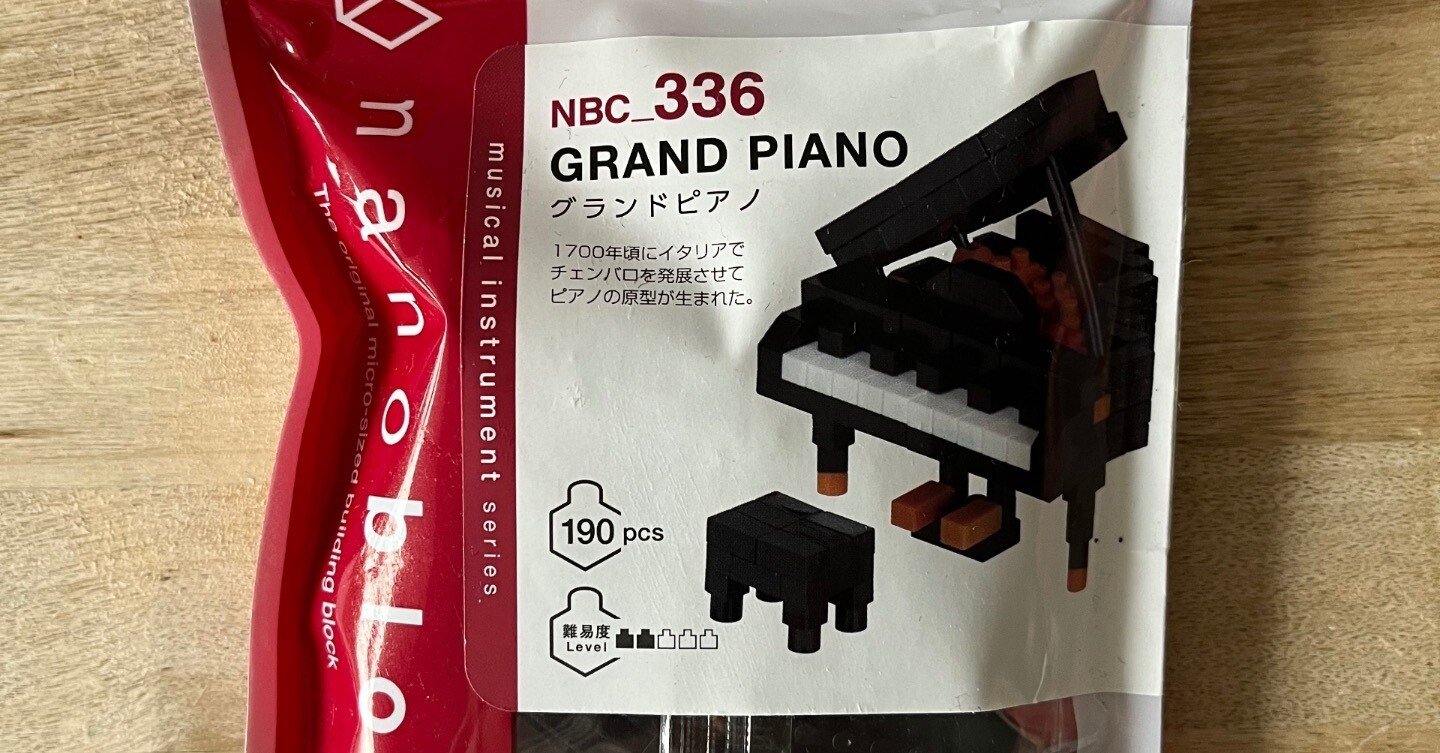 nanoblo
The original micro-sized building block
musical instrument series
NBC_336
GRAND PIANO
グランドピアノ
1700年頃にイタリアで
チェンバロを発展させて
ピアノの原型が生まれた。
190 pcs
難易度
Level